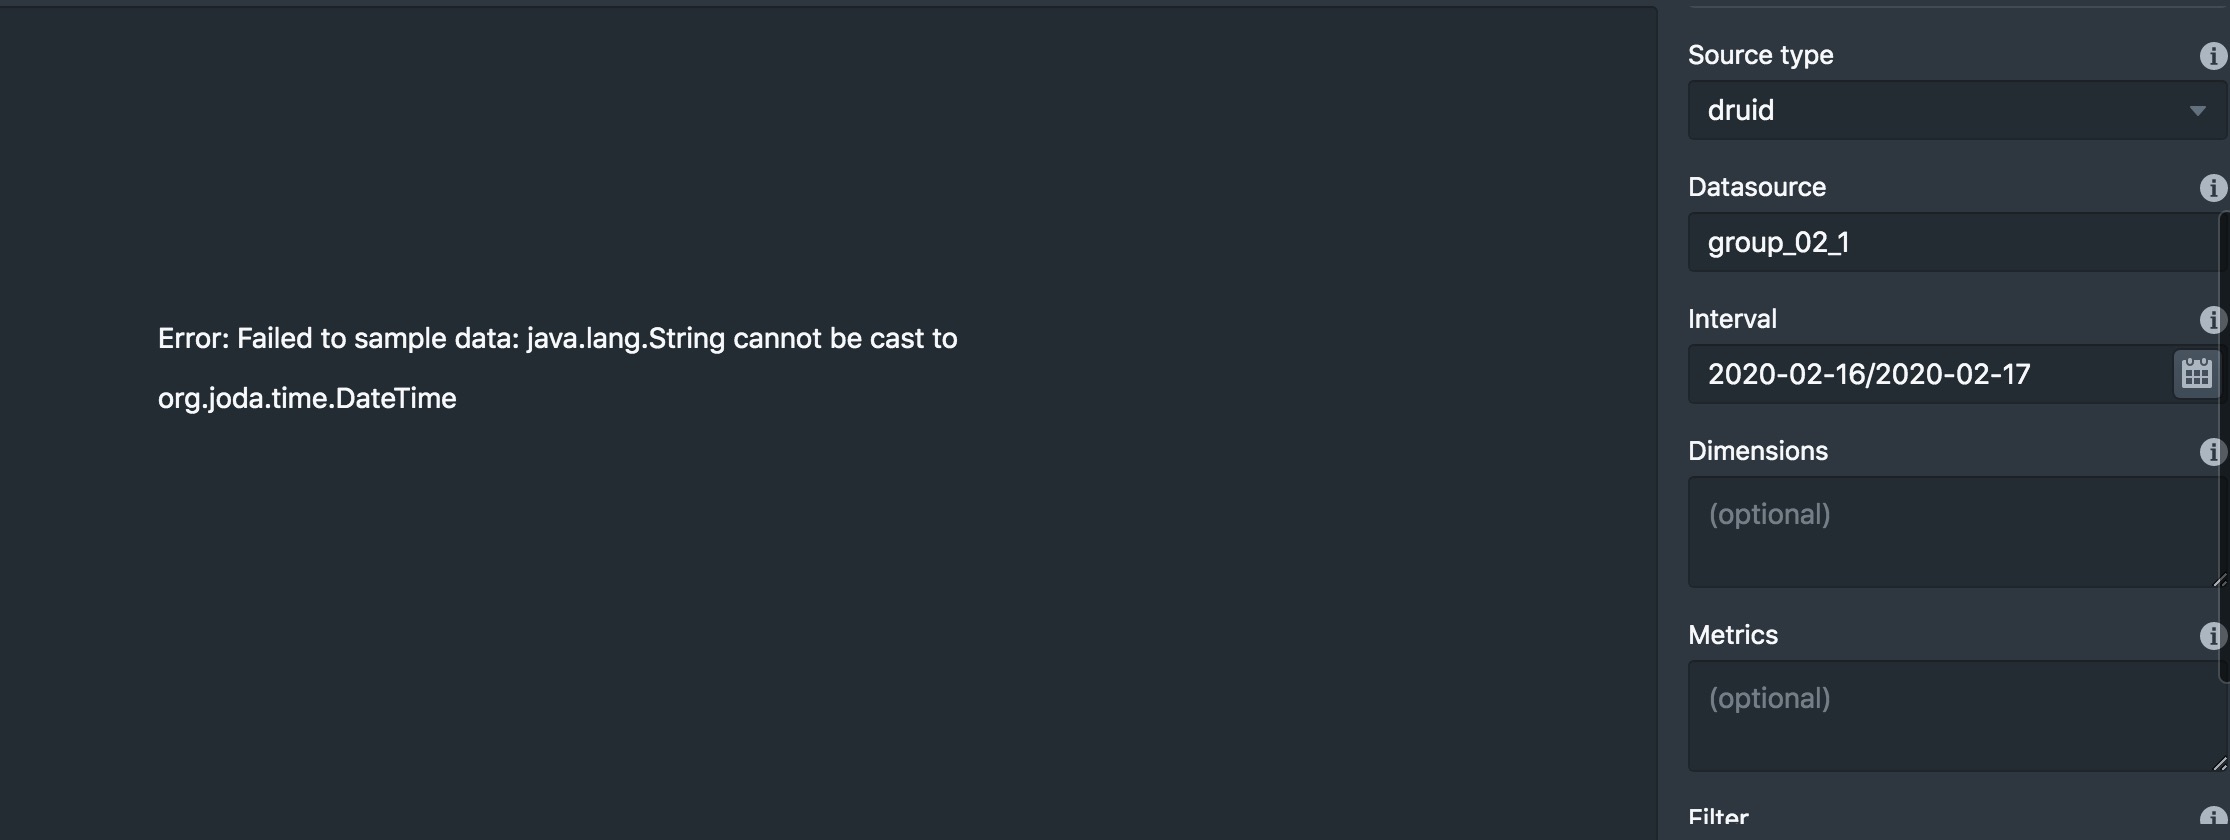 Error: Failed to sample data: java.lang.String cannot be cast to
org.joda.time.DateTime
Source type
druid
Datasource
group_02_1
Interval
2020-02-16/2020-02-17
Dimensions
(optional)
Metrics
(optional)
Filter